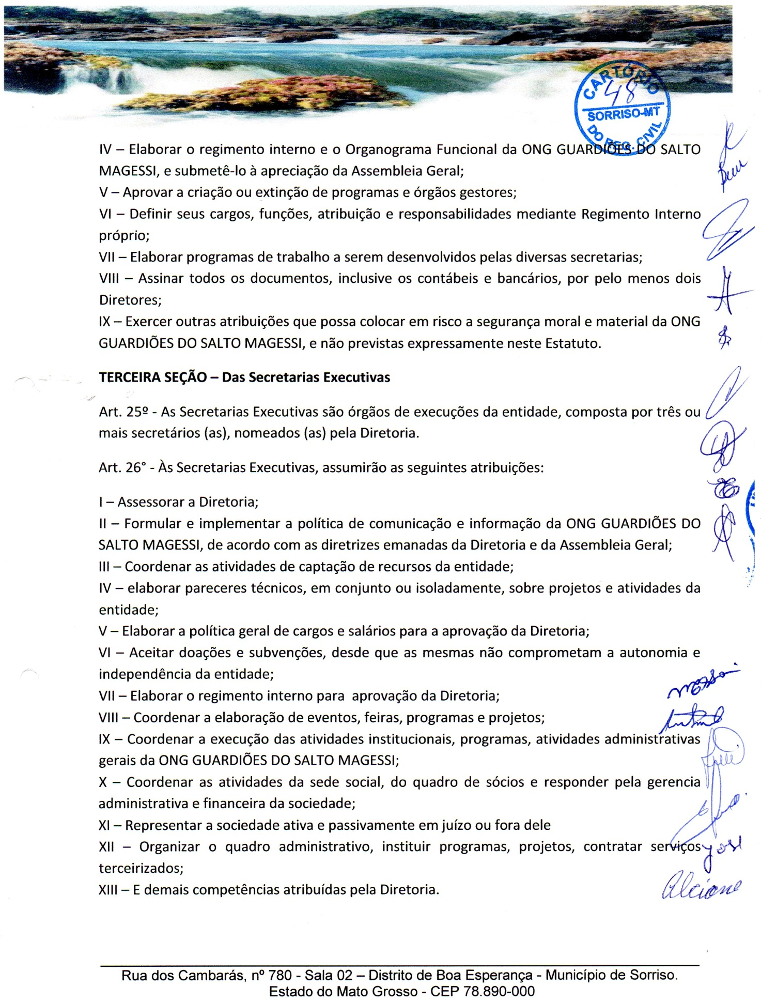 CARTÓRIO
48
SORRISO-MT
DO REG. CIVIL
IV – Elaborar o regimento interno e o Organograma Funcional da ONG GUARDIÕES DO SALTO
MAGESSI, e submetê-lo à apreciação da Assembleia Geral;
V – Aprovar a criação ou extinção de programas e órgãos gestores;
VI – Definir seus cargos, funções, atribuição e responsabilidades mediante Regimento Interno
próprio;
VII – Elaborar programas de trabalho a serem desenvolvidos pelas diversas secretarias;
VIII – Assinar todos os documentos, inclusive os contábeis e bancários, por pelo menos dois
Diretores;
IX – Exercer outras atribuições que possa colocar em risco a segurança moral e material da ONG
GUARDIÕES DO SALTO MAGESSI, e não previstas expressamente neste Estatuto.
TERCEIRA SEÇÃO – Das Secretarias Executivas
Art. 25º - As Secretarias Executivas são órgãos de execuções da entidade, composta por três ou
mais secretários (as), nomeados (as) pela Diretoria.
Art. 26° - Às Secretarias Executivas, assumirão as seguintes atribuições:
I – Assessorar a Diretoria;
II – Formular e implementar a política de comunicação e informação da ONG GUARDIÕES DO
SALTO MAGESSI, de acordo com as diretrizes emanadas da Diretoria e da Assembleia Geral;
III – Coordenar as atividades de captação de recursos da entidade;
IV – elaborar pareceres técnicos, em conjunto ou isoladamente, sobre projetos e atividades da
entidade;
V – Elaborar a política geral de cargos e salários para a aprovação da Diretoria;
VI – Aceitar doações e subvenções, desde que as mesmas não comprometam a autonomia e
independência da entidade;
VII – Elaborar o regimento interno para  aprovação da Diretoria;
VIII – Coordenar a elaboração de eventos, feiras, programas e projetos;
IX – Coordenar a execução das atividades institucionais, programas, atividades administrativas
gerais da ONG GUARDIÕES DO SALTO MAGESSI;
X – Coordenar as atividades da sede social, do quadro de sócios e responder pela gerencia
administrativa e financeira da sociedade;
XI – Representar a sociedade ativa e passivamente em juízo ou fora dele
XII – Organizar o quadro administrativo, instituir programas, projetos, contratar serviços
terceirizados;
XIII – E demais competências atribuídas pela Diretoria.
Alcione
Rua dos Cambarás, nº 780 - Sala 02 – Distrito de Boa Esperança - Município de Sorriso.
Estado do Mato Grosso - CEP 78.890-000